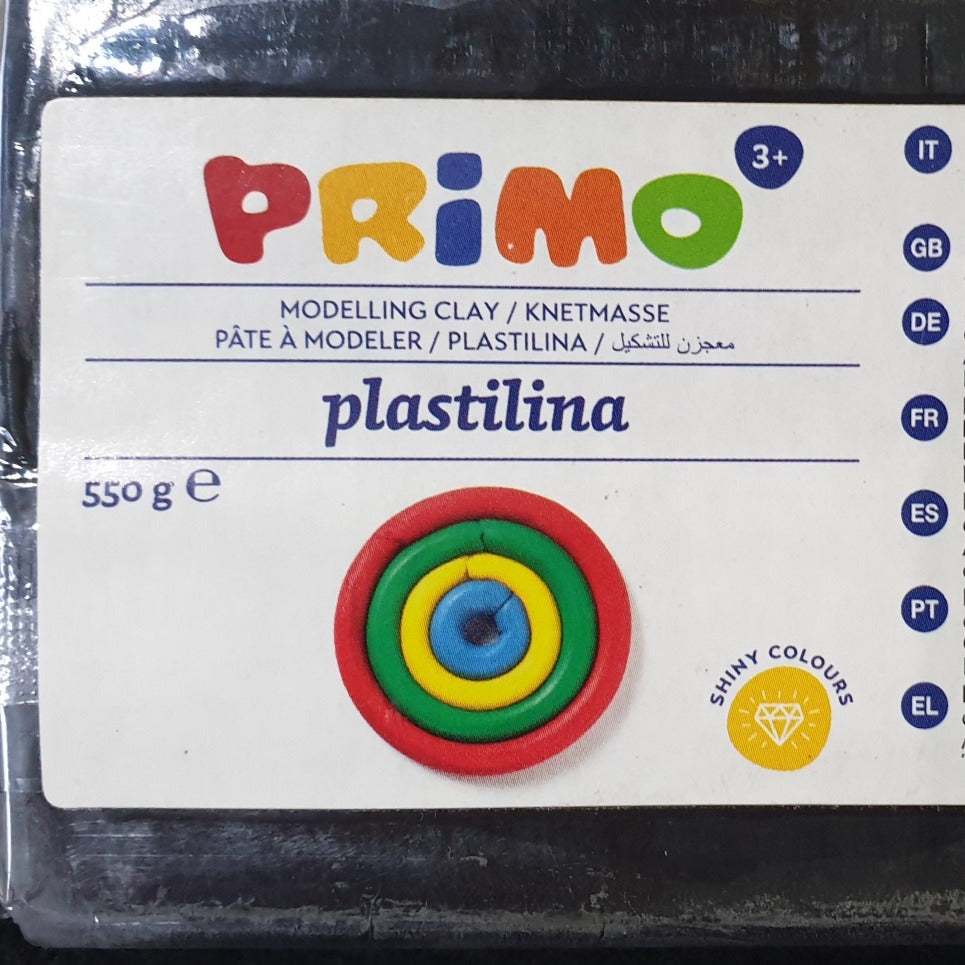 PRiMO 3+
MODELLING CLAY / KNETMASSE
PÂTE À MODELER / PLASTILINA / معجزن للتشكيل
plastilina
550 g ℮
SHINY COLOURS
IT
GB
DE
FR
ES
PT
EL